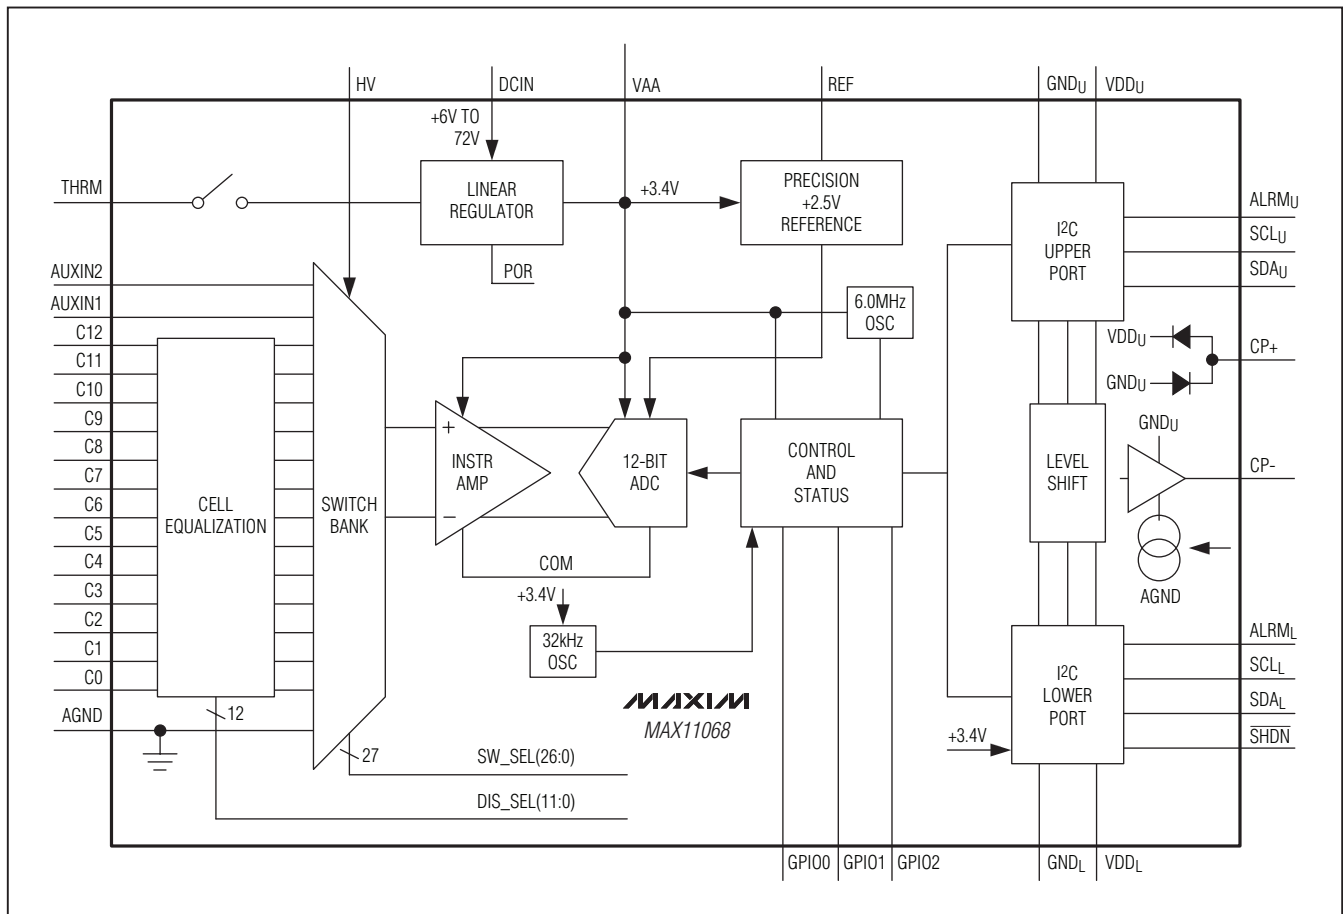 HV
DCIN
VAA
REF
GNDU
VDDU
+6V TO
72V
THRM
LINEAR
REGULATOR
+3.4V
PRECISION
+2.5V
REFERENCE
I2C
UPPER
PORT
ALRMU
SCLU
SDAU
POR
AUXIN2
AUXIN1
C12
C11
C10
C9
C8
C7
C6
C5
C4
C3
C2
C1
C0
AGND
CELL
EQUALIZATION
SWITCH
BANK
6.0MHz
OSC
VDDU
GNDU
CP+
+
INSTR
AMP
−
12-BIT
ADC
CONTROL
AND
STATUS
LEVEL
SHIFT
GNDU
CP-
AGND
COM
+3.4V
32kHz
OSC
MAXIM
MAX11068
I2C
LOWER
PORT
+3.4V
ALRML
SCLL
SDAL
SHDN
12
27
SW_SEL(26:0)
DIS_SEL(11:0)
GPIO0
GPIO1
GPIO2
GNDL
VDDL